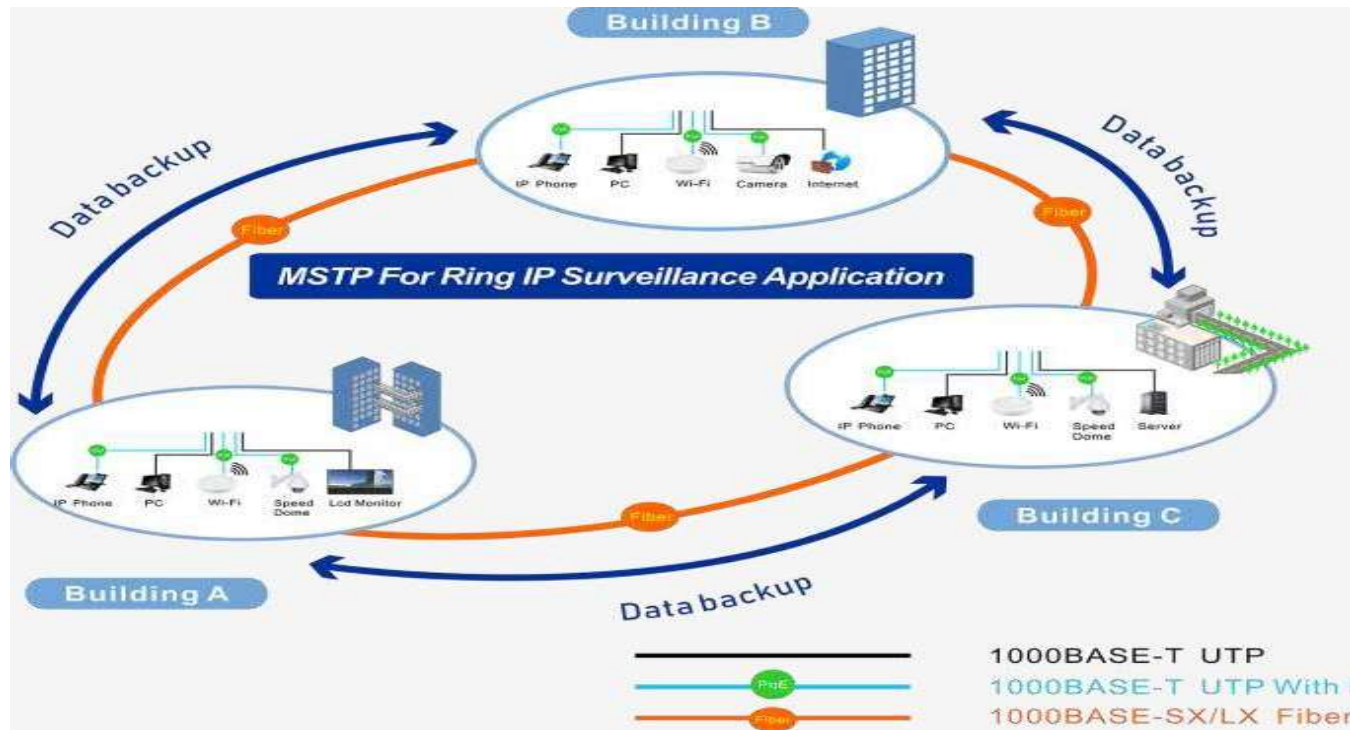 Building B
Data backup
Data backup
IP Phone PC Wi-Fi Camera Internet
Fiber
Fiber
MSTP For Ring IP Surveillance Application
IP Phone PC Wi-Fi Speed Dome Server
IP Phone PC Wi-Fi Speed Dome Lcd Monitor
Fiber
Building C
Building A
Data backup
1000BASE-T UTP
PoE
1000BASE-T UTP With
Fiber
1000BASE-SX/LX Fiber